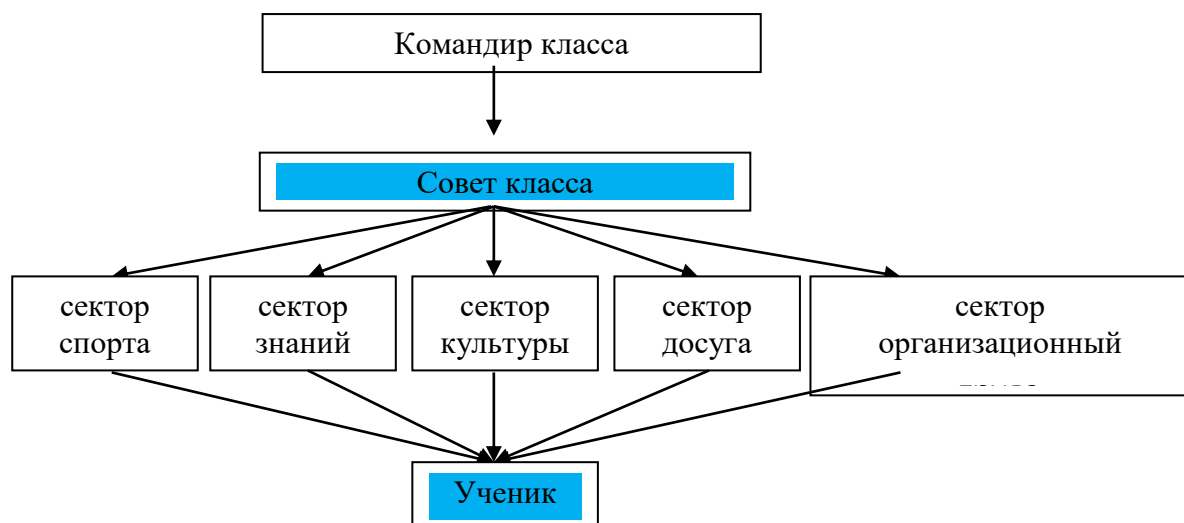 Командир класса
Совет класса
сектор
спорта
сектор
знаний
сектор
культуры
сектор
досуга
сектор
организационный
Ученик